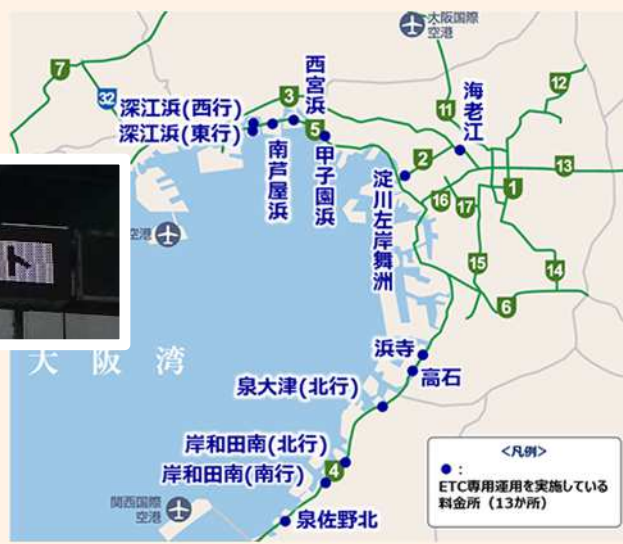 大阪国際
空港
7
32
3
西宮浜
海老江
12
11
深江浜(西行)
深江浜(東行)
5
2
13
南芦屋浜
甲子園浜
淀川左岸舞洲
16
17
1
空港
ト
15
14
6
大阪湾
浜寺
高石
泉大津(北行)
岸和田南(北行)
岸和田南(南行)
4
関西国際
空港
泉佐野北
<凡例>
● :
ETC専用運用を実施している
料金所（13か所）